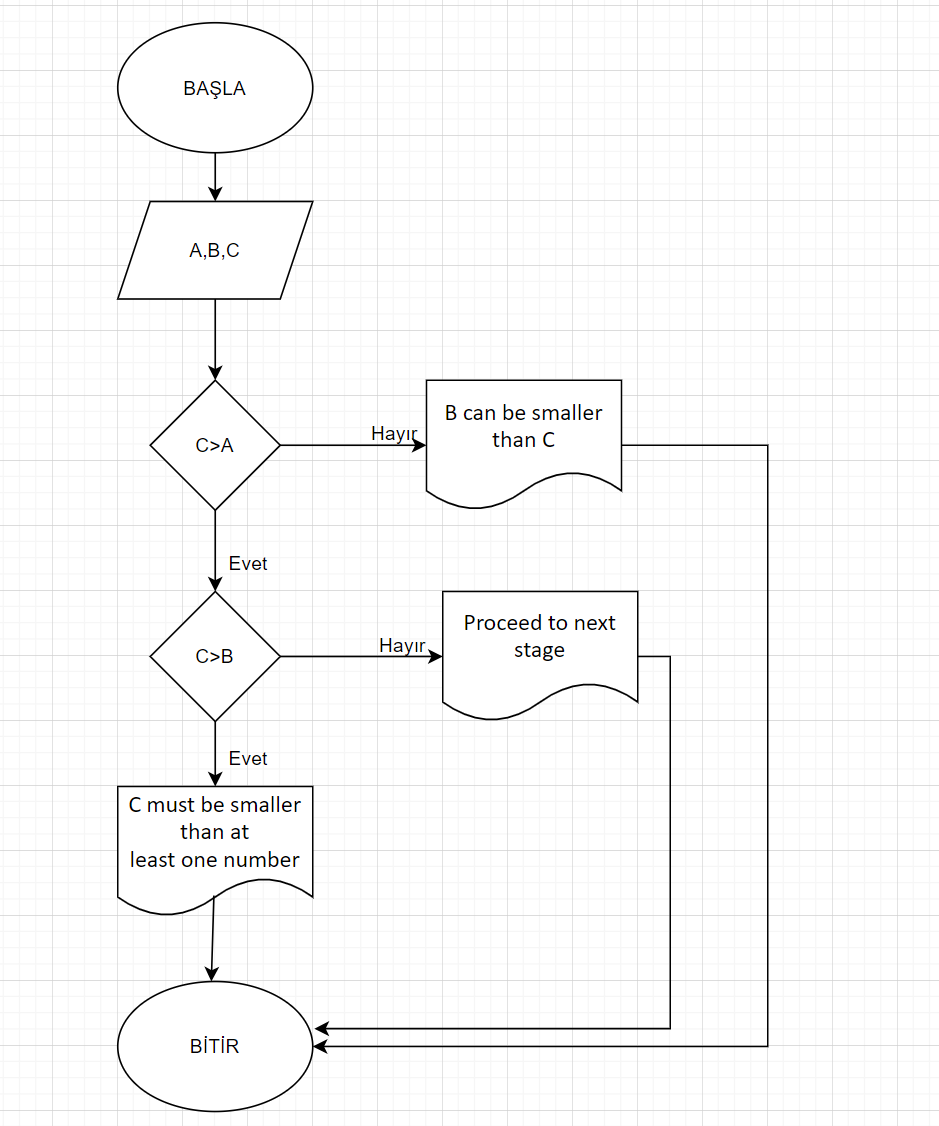 BAŞLA
A,B,C
C>A
Hayır
B can be smaller
than C
Evet
C>B
Hayır
Proceed to next
stage
Evet
C must be smaller
than at
least one number
BİTİR